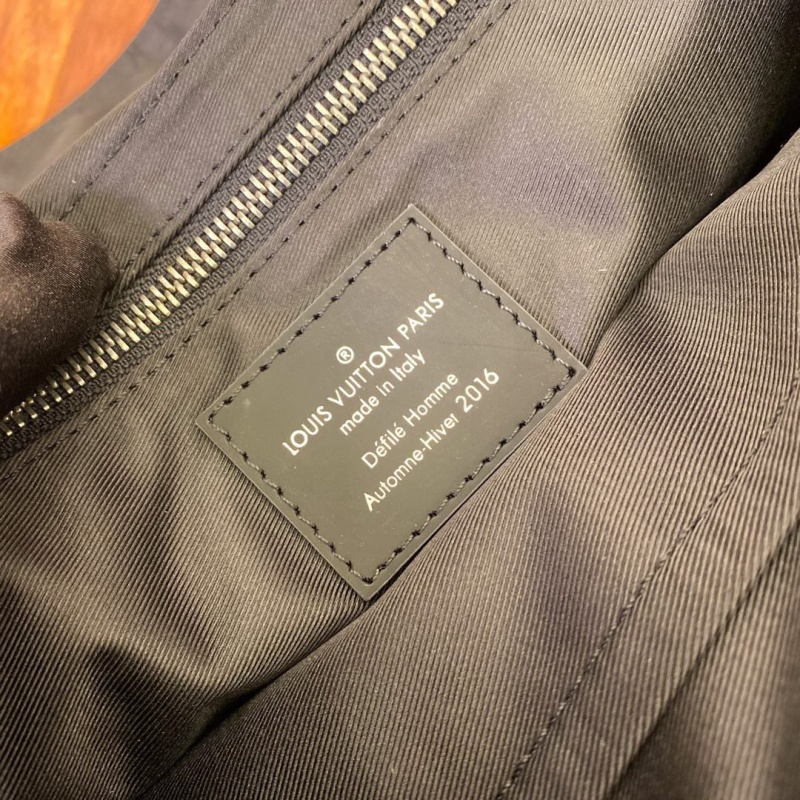 ®
LOUIS VUITTON PARIS
made in Italy
Défilé Homme
Automne-Hiver 2016